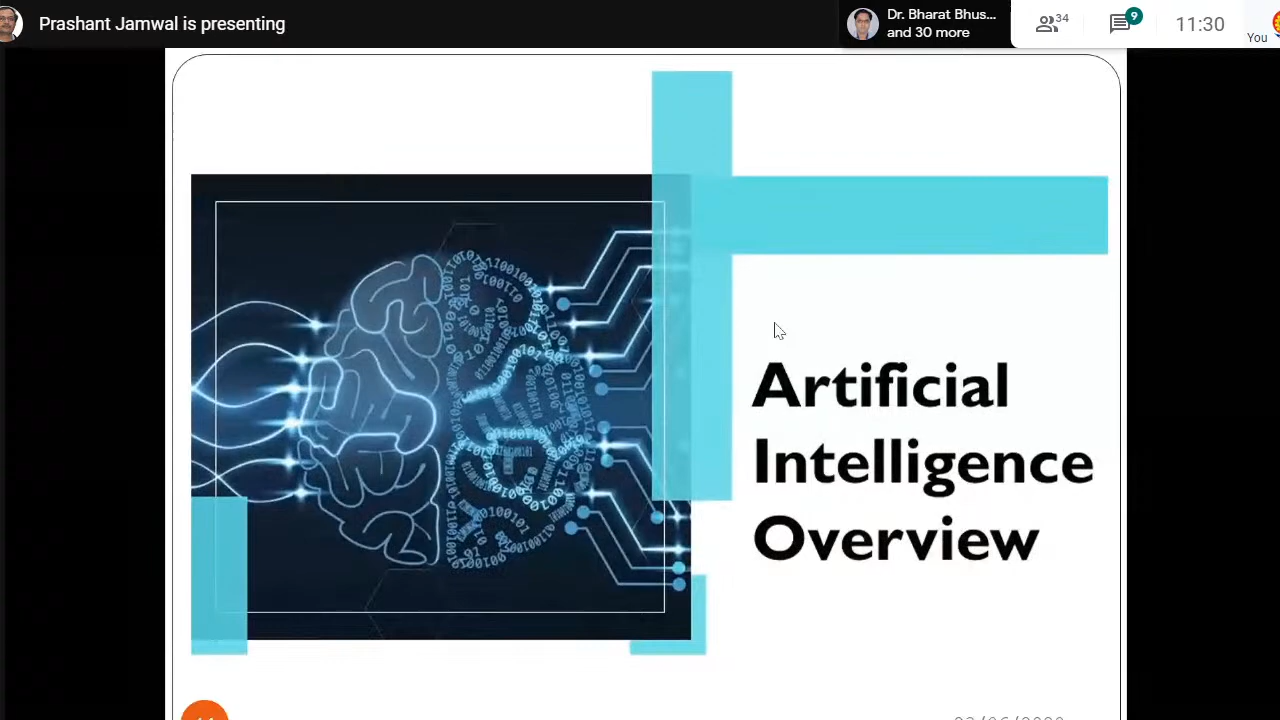 Prashant Jamwal is presenting
Dr. Bharat Bhus...
and 30 more
34
9
11:30
You
Artificial
Intelligence
Overview